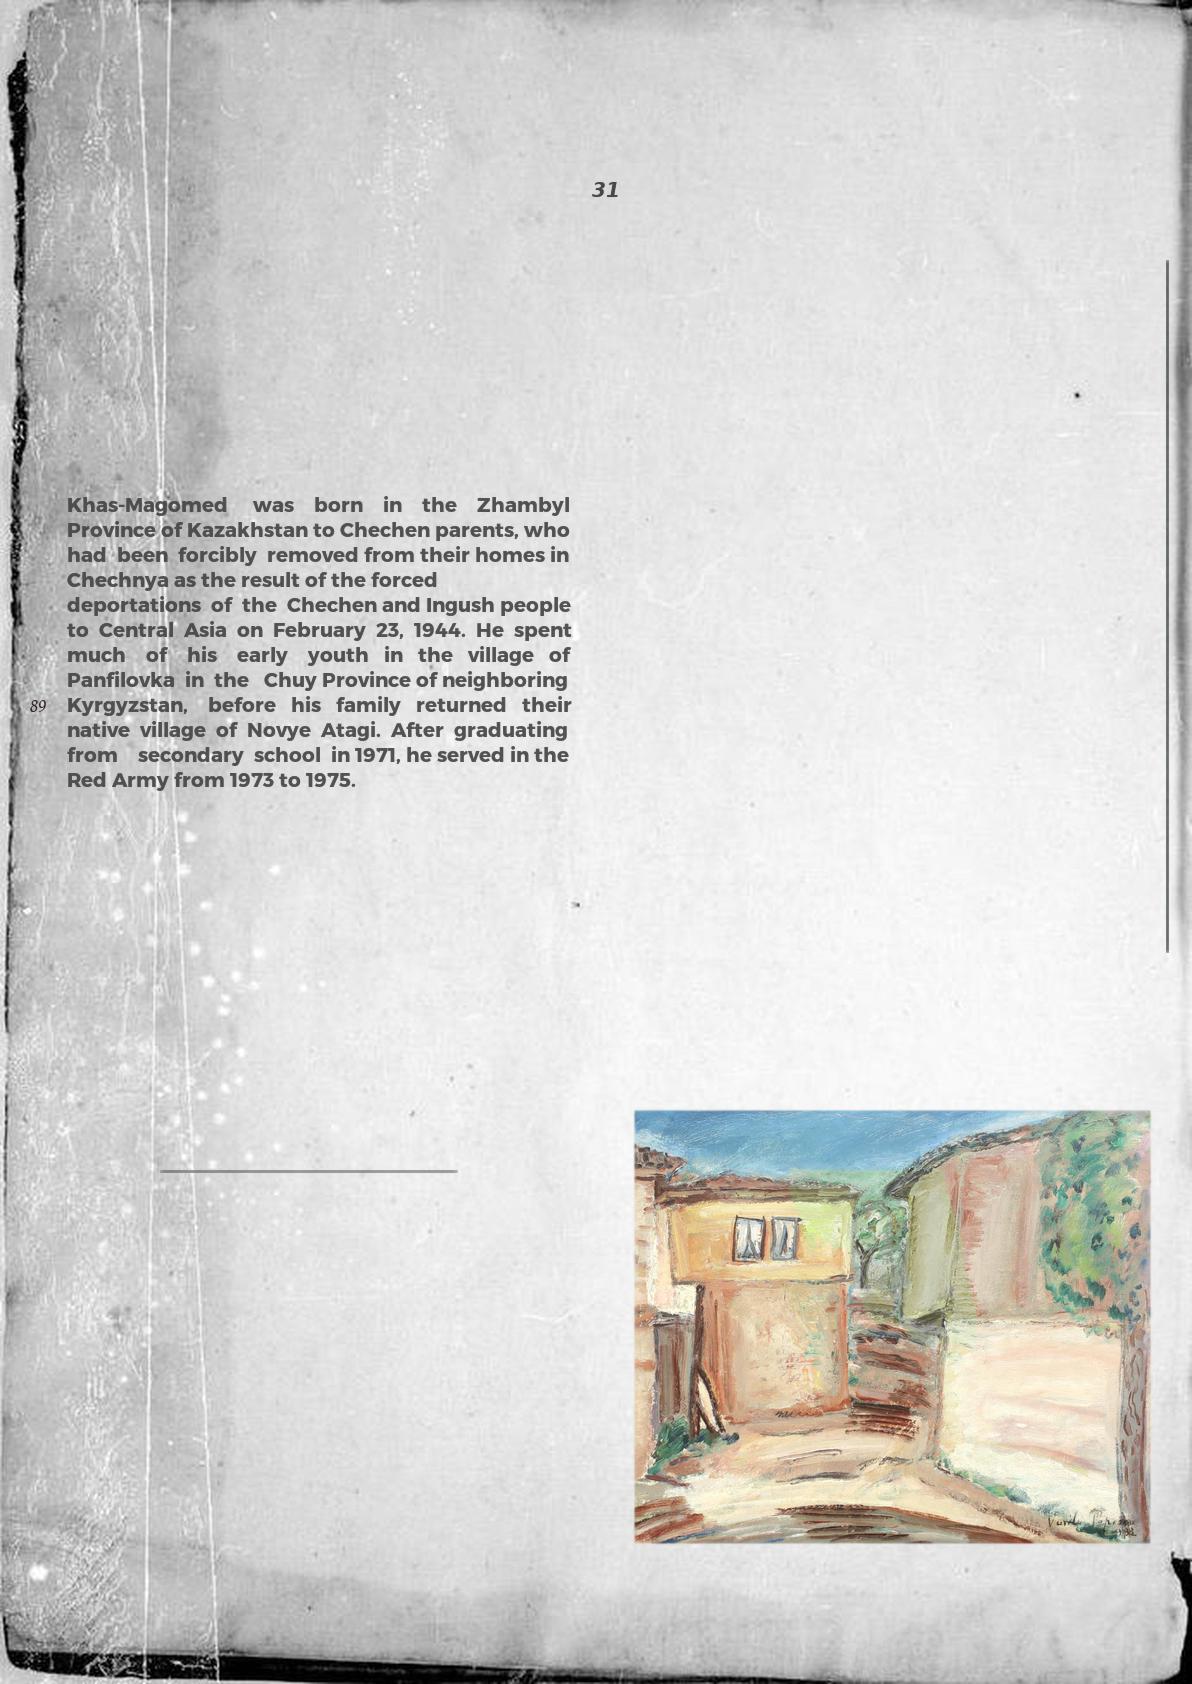 31
Khas-Magomed was born in the Zhambyl
Province of Kazakhstan to Chechen parents, who
had been forcibly removed from their homes in
Chechnya as the result of the forced
deportations of the Chechen and Ingush people
to Central Asia on February 23, 1944. He spent
much of his early youth in the village of
Panfilovka in the Chuy Province of neighboring
89
Kyrgyzstan, before his family returned their
native village of Novye Atagi. After graduating
from secondary school in 1971, he served in the
Red Army from 1973 to 1975.